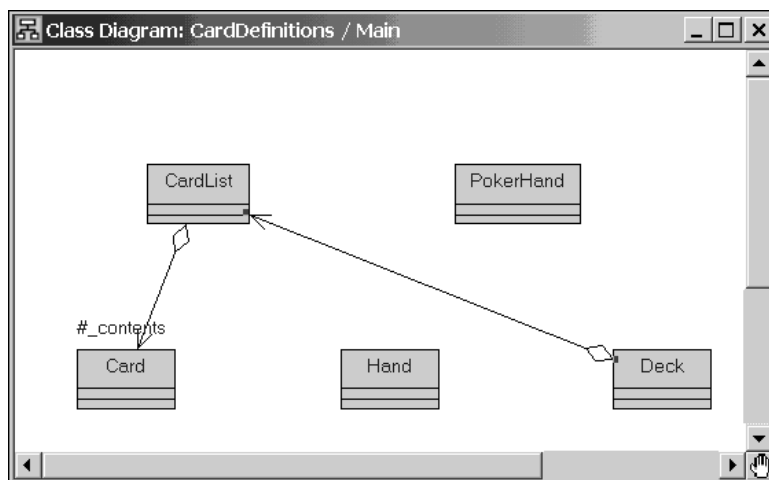 Class Diagram: CardDefinitions / Main
CardList
PokerHand
#_contents
Card
Hand
Deck